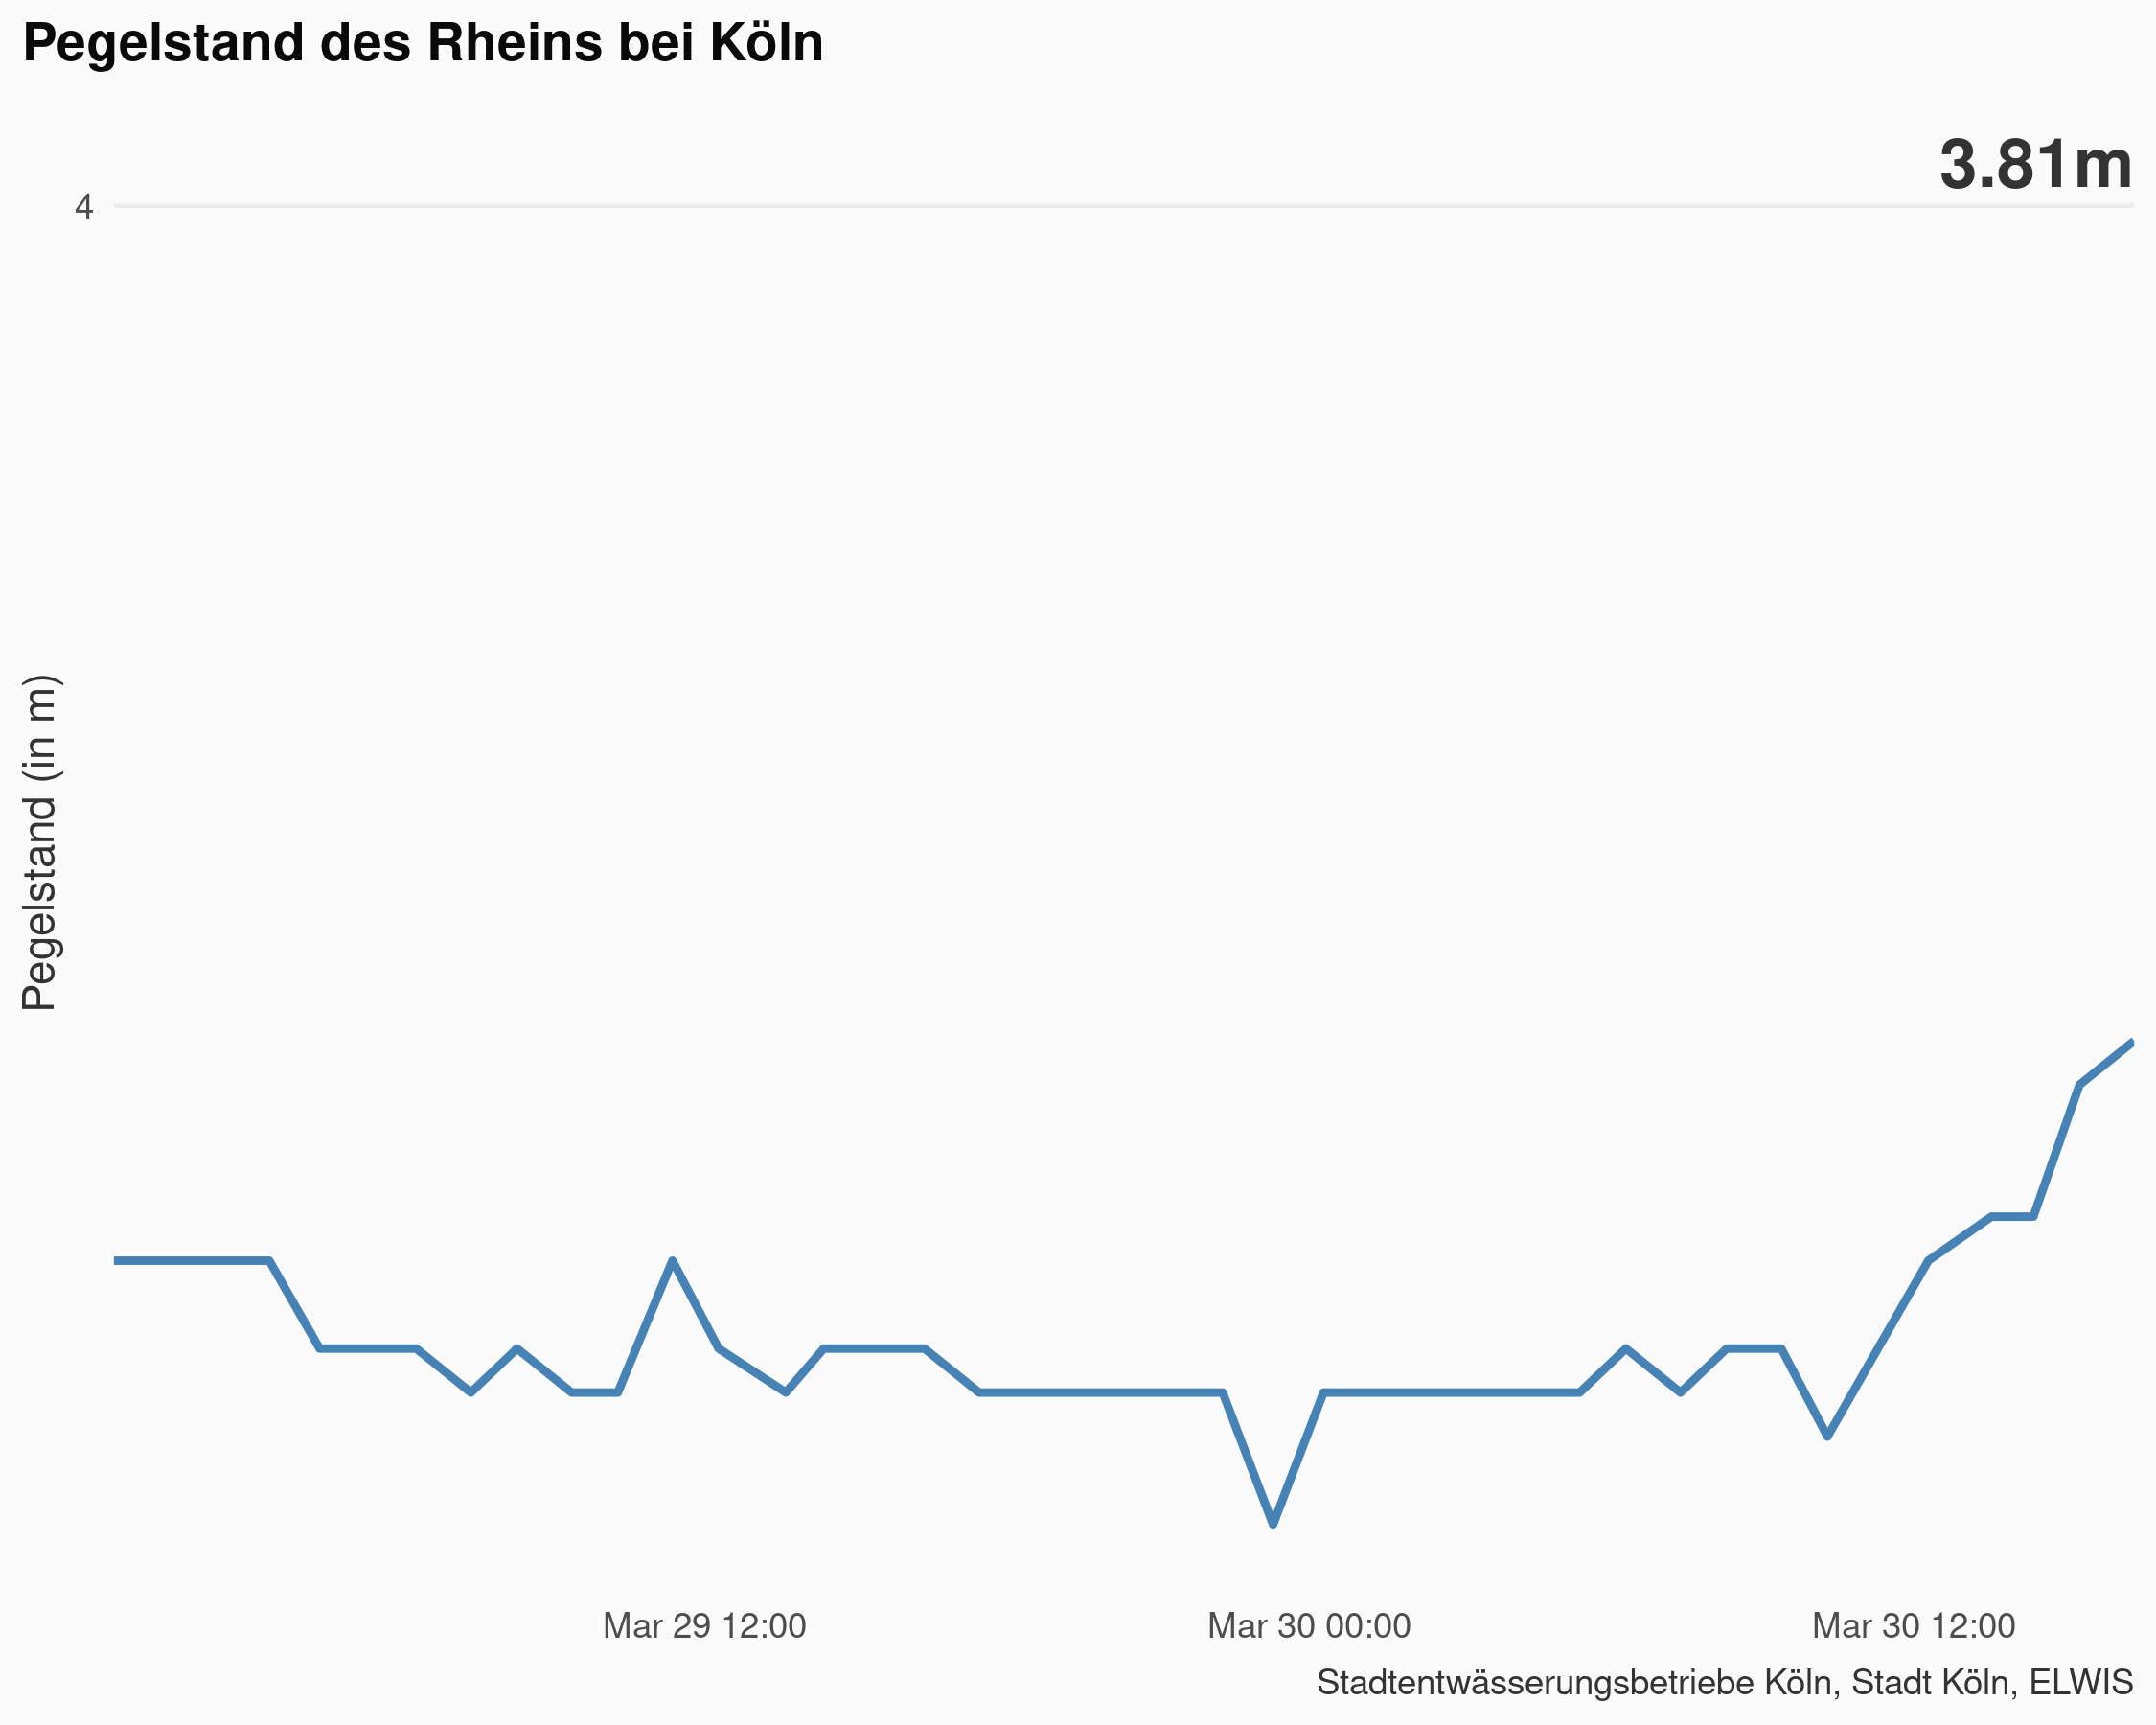 Pegelstand des Rheins bei Köln
3.81m
4
Pegelstand (in m)
Mar 29 12:00
Mar 30 00:00
Mar 30 12:00
Stadtentwässerungsbetriebe Köln, Stadt Köln, ELWIS